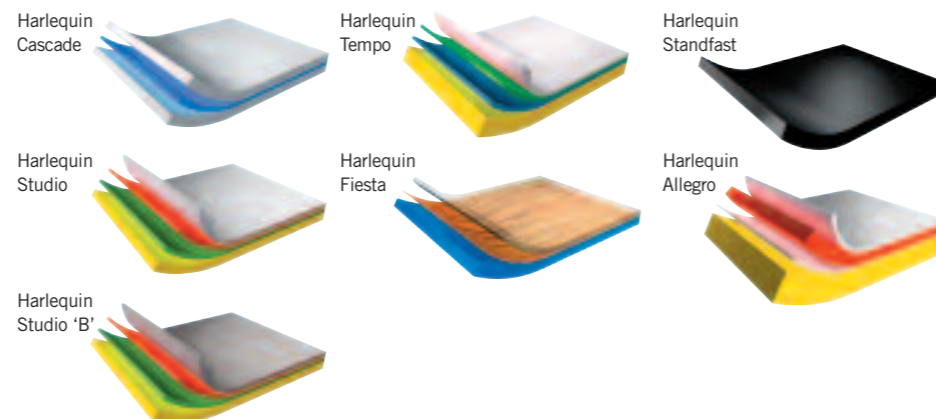 Harlequin
Cascade
Harlequin
Tempo
Harlequin
Standfast
Harlequin
Studio
Harlequin
Fiesta
Harlequin
Allegro
Harlequin
Studio ‘B’